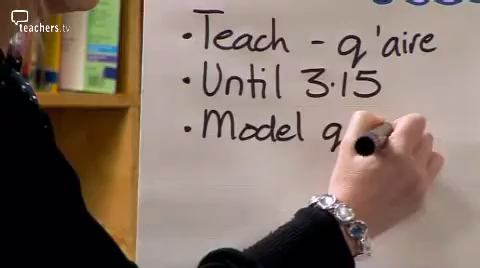 teachers.tv
• Teach - q'aire
• Until 3.15
• Model q